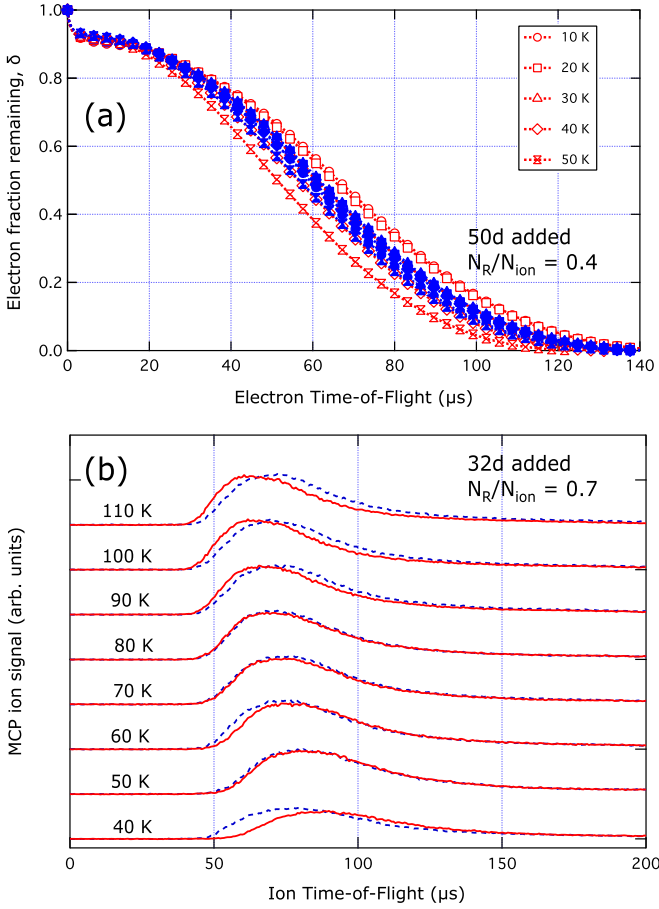 1.0
0.8
0.6
0.4
0.2
0.0
Electron fraction remaining, δ
(a)
10 K
20 K
30 K
40 K
50 K
50d added
N_R/N_ion = 0.4
0
20
40
60
80
100
120
140
Electron Time-of-Flight (µs)
(b)
32d added
N_R/N_ion = 0.7
MCP ion signal (arb. units)
110 K
100 K
90 K
80 K
70 K
60 K
50 K
40 K
0
50
100
150
200
Ion Time-of-Flight (µs)